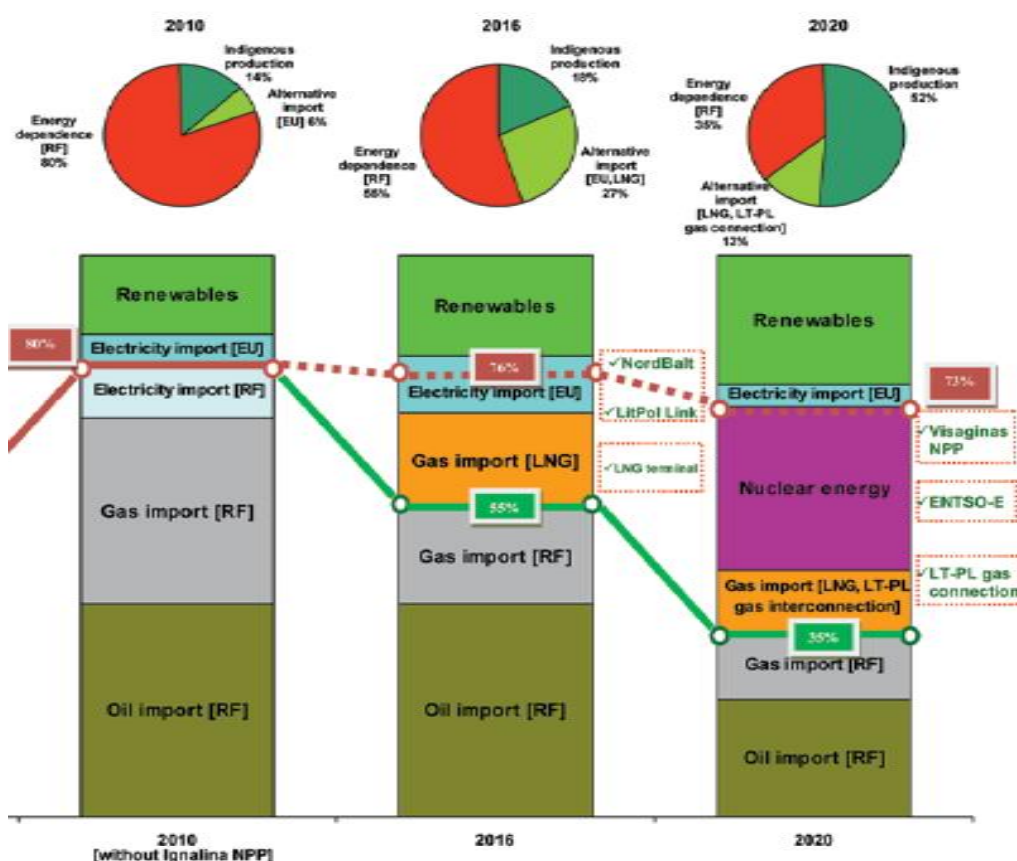 2010
Indigenous
production
14%
Alternative
import
[EU] 6%
Energy
dependence
[RF]
80%
2016
Indigenous
production
18%
Energy
dependence
[RF]
55%
Alternative
import
[EU,LNG]
27%
2020
Energy
dependence
[RF]
35%
Indigenous
production
52%
Alternative
import
[LNG, LT-PL
gas connection]
13%
80%
Renewables
Electricity import [EU]
Electricity import [RF]
Gas import [RF]
Oil import [RF]
Renewables
76%
Electricity import [EU]
Gas import [LNG]
55%
Gas import [RF]
Oil import [RF]
✓NordBalt
✓LitPol Link
✓LNG terminal
Renewables
Electricity import [EU]
73%
Nuclear energy
Gas import [LNG, LT-PL
gas interconnection]
35%
Gas import [RF]
Oil import [RF]
✓Visaginas
NPP
✓ENTSO-E
✓LT-PL gas
connection
2010
[without Ignalina NPP]
2016
2020